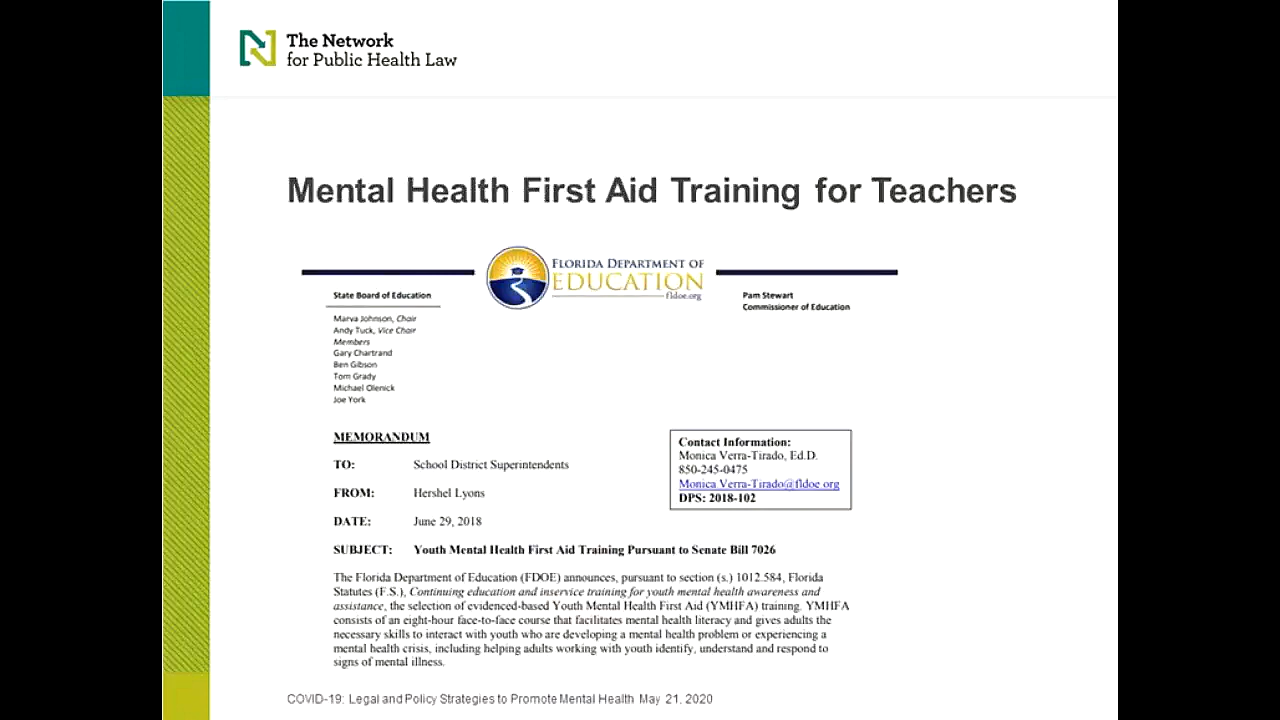 The Network
for Public Health Law
Mental Health First Aid Training for Teachers
FLORIDA DEPARTMENT OF
EDUCATION
fldoe.org
State Board of Education
Marva Johnson, Chair
Andy Tuck, Vice Chair
Members
Gary Chartrand
Ben Gibson
Tom Grady
Michael Olenick
Joe York
Pam Stewart
Commissioner of Education
MEMORANDUM
TO: School District Superintendents
FROM: Hershel Lyons
DATE: June 29, 2018
SUBJECT: Youth Mental Health First Aid Training Pursuant to Senate Bill 7026
Contact Information:
Monica Verra-Tirado, Ed.D.
850-245-0475
Monica Verra-Tirado@fldoe.org
DPS: 2018-102
The Florida Department of Education (FDOE) announces, pursuant to section (s.) 1012.584, Florida
Statutes (F.S.), Continuing education and inservice training for youth mental health awareness and
assistance, the selection of evidenced-based Youth Mental Health First Aid (YMHFA) training. YMHFA
consists of an eight-hour face-to-face course that facilitates mental health literacy and gives adults the
necessary skills to interact with youth who are developing a mental health problem or experiencing a
mental health crisis, including helping adults working with youth identify, understand and respond to
signs of mental illness.
COVID-19: Legal and Policy Strategies to Promote Mental Health May 21, 2020